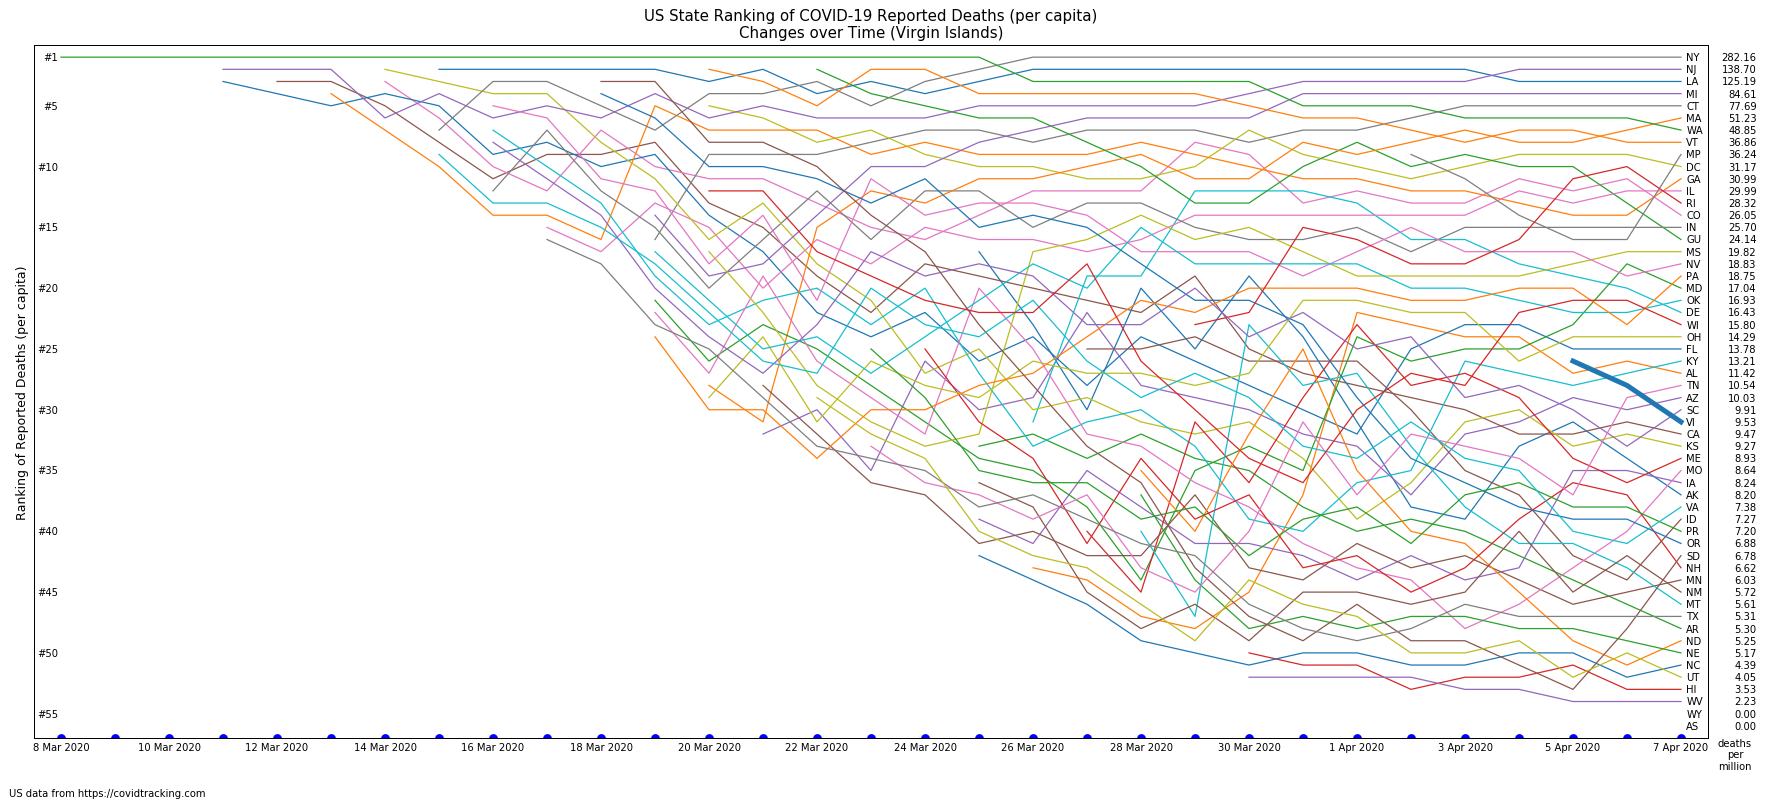 US State Ranking of COVID-19 Reported Deaths (per capita)
Changes over Time (Virgin Islands)
Ranking of Reported Deaths (per capita)
#1
#5
#10
#15
#20
#25
#30
#35
#40
#45
#50
#55
NY 282.16
NJ 138.70
LA 125.19
MI 84.61
CT 77.69
MA 51.23
WA 48.85
VT 36.86
MP 36.24
DC 31.17
GA 30.99
IL 29.99
RI 28.32
CO 26.05
IN 25.70
GU 24.14
MS 19.82
NV 18.83
PA 18.75
MD 17.04
OK 16.93
DE 16.43
WI 15.80
OH 14.29
FL 13.78
KY 13.21
AL 11.42
TN 10.54
AZ 10.03
SC 9.91
VI 9.53
CA 9.47
KS 9.27
ME 8.93
MO 8.64
IA 8.24
AK 8.20
VA 7.38
ID 7.27
PR 7.20
OR 6.88
SD 6.78
NH 6.62
MN 6.03
NM 5.72
MT 5.61
TX 5.31
AR 5.30
ND 5.25
NE 5.17
NC 4.39
UT 4.05
HI 3.53
WV 2.23
WY 0.00
AS 0.00
8 Mar 2020 10 Mar 2020 12 Mar 2020 14 Mar 2020 16 Mar 2020 18 Mar 2020 20 Mar 2020 22 Mar 2020 24 Mar 2020 26 Mar 2020 28 Mar 2020 30 Mar 2020 1 Apr 2020 3 Apr 2020 5 Apr 2020 7 Apr 2020
deaths
per
million
US data from https://covidtracking.com